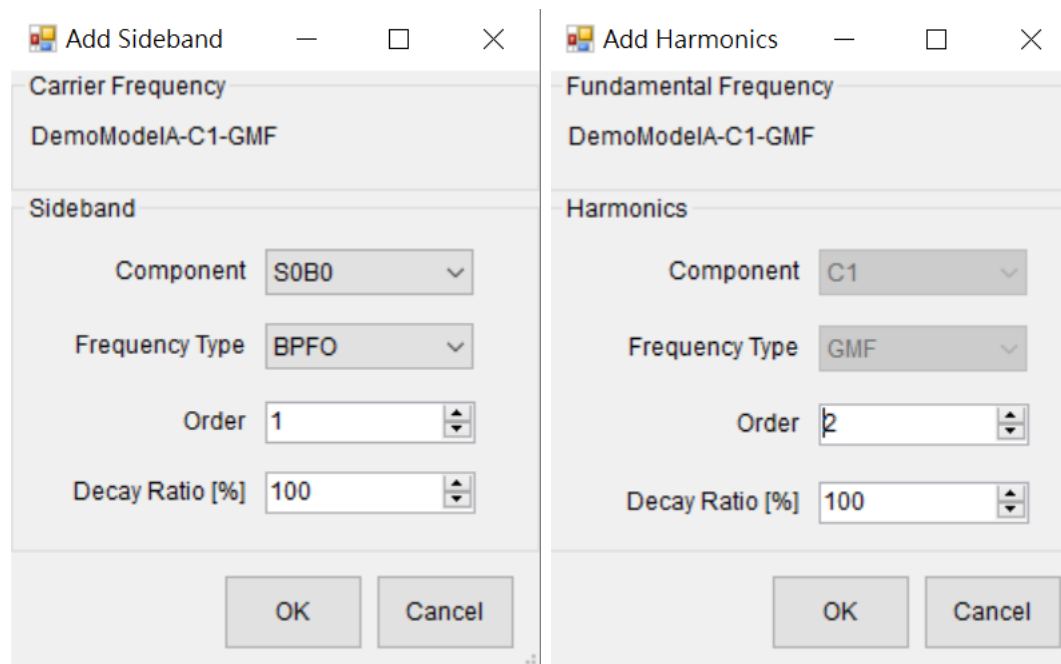 Add Sideband
Carrier Frequency
DemoModelA-C1-GMF
Sideband
Component S0B0
Frequency Type BPFO
Order 1
Decay Ratio [%] 100
OK Cancel
Add Harmonics
Fundamental Frequency
DemoModelA-C1-GMF
Harmonics
Component C1
Frequency Type GMF
Order 2
Decay Ratio [%] 100
OK Cancel